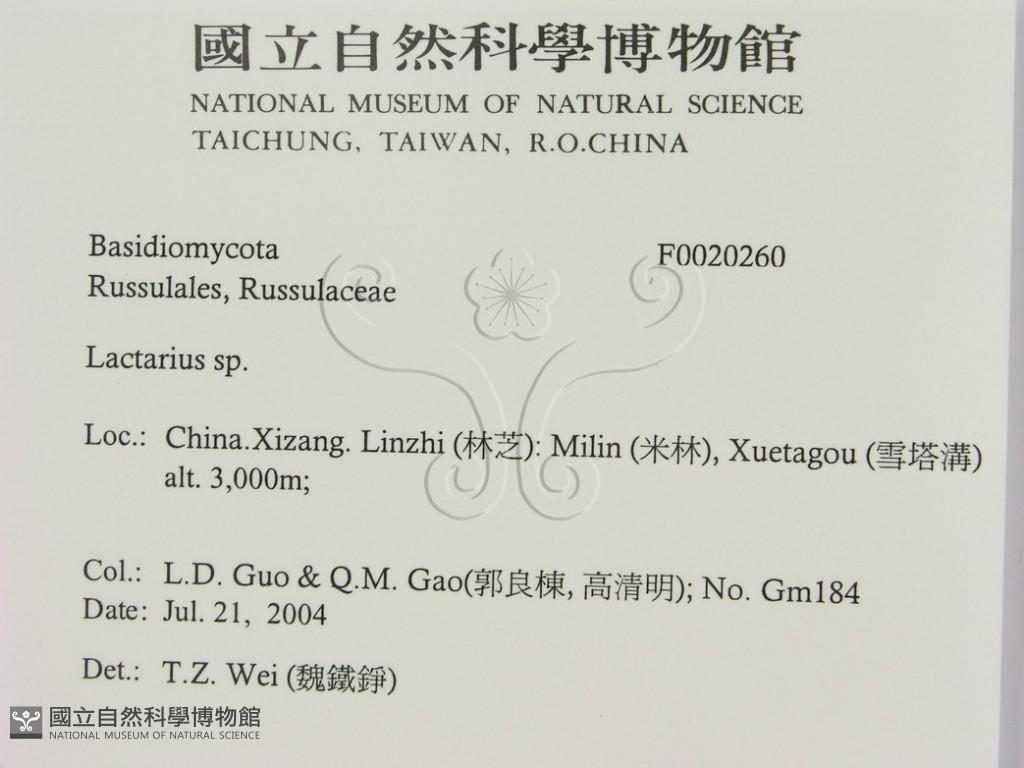 國立自然科學博物館
NATIONAL MUSEUM OF NATURAL SCIENCE
TAICHUNG, TAIWAN, R.O.CHINA
Basidiomycota F0020260
Russulales, Russulaceae
Lactarius sp.
Loc.: China.Xizang. Linzhi (林芝): Milin (米林), Xuetagou (雪塔溝)
alt. 3,000m;
Col.: L.D. Guo & Q.M. Gao(郭良棟, 高清明); No. Gm184
Date: Jul. 21, 2004
Det.: T.Z. Wei (魏鐵錚)
國立自然科學博物館
NATIONAL MUSEUM OF NATURAL SCIENCE